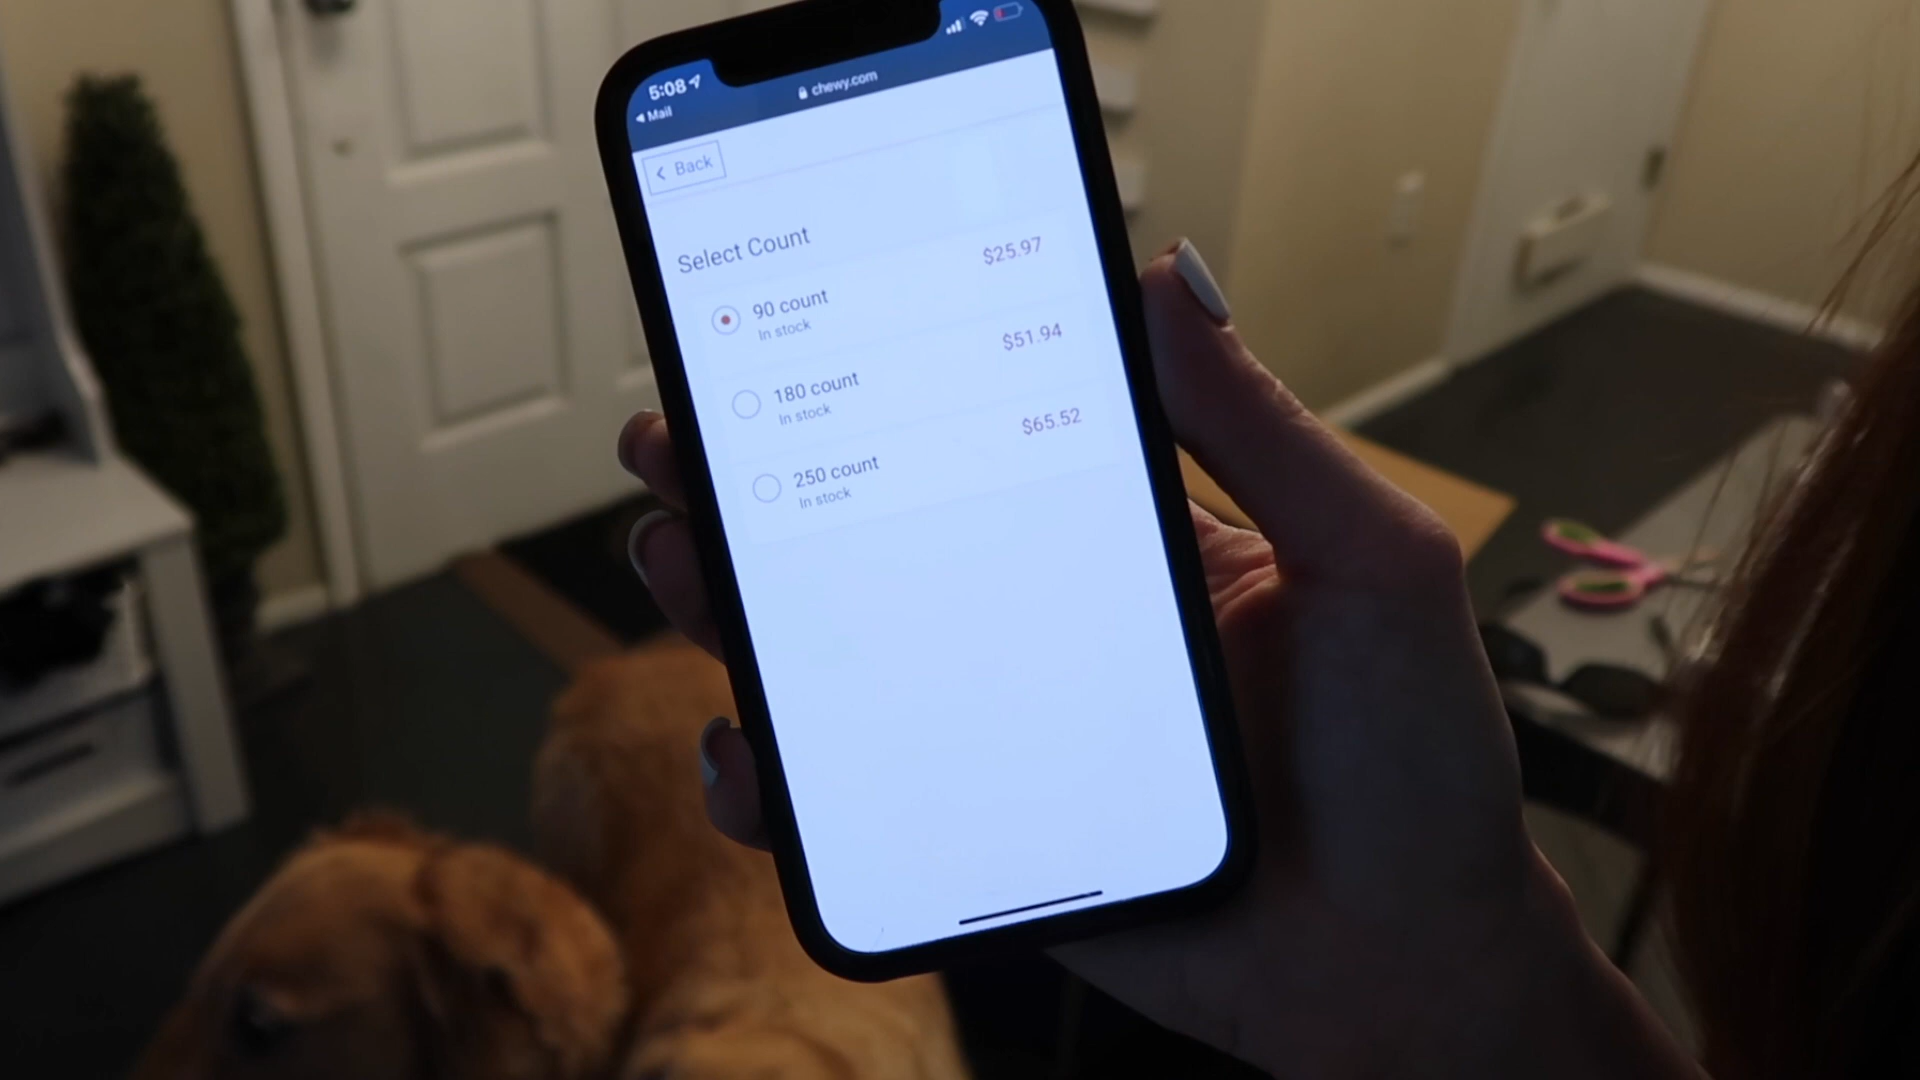 5:08
Mail
chewy.com
Back
Select Count
90 count
In stock
$25.97
180 count
In stock
$51.94
250 count
In stock
$65.52